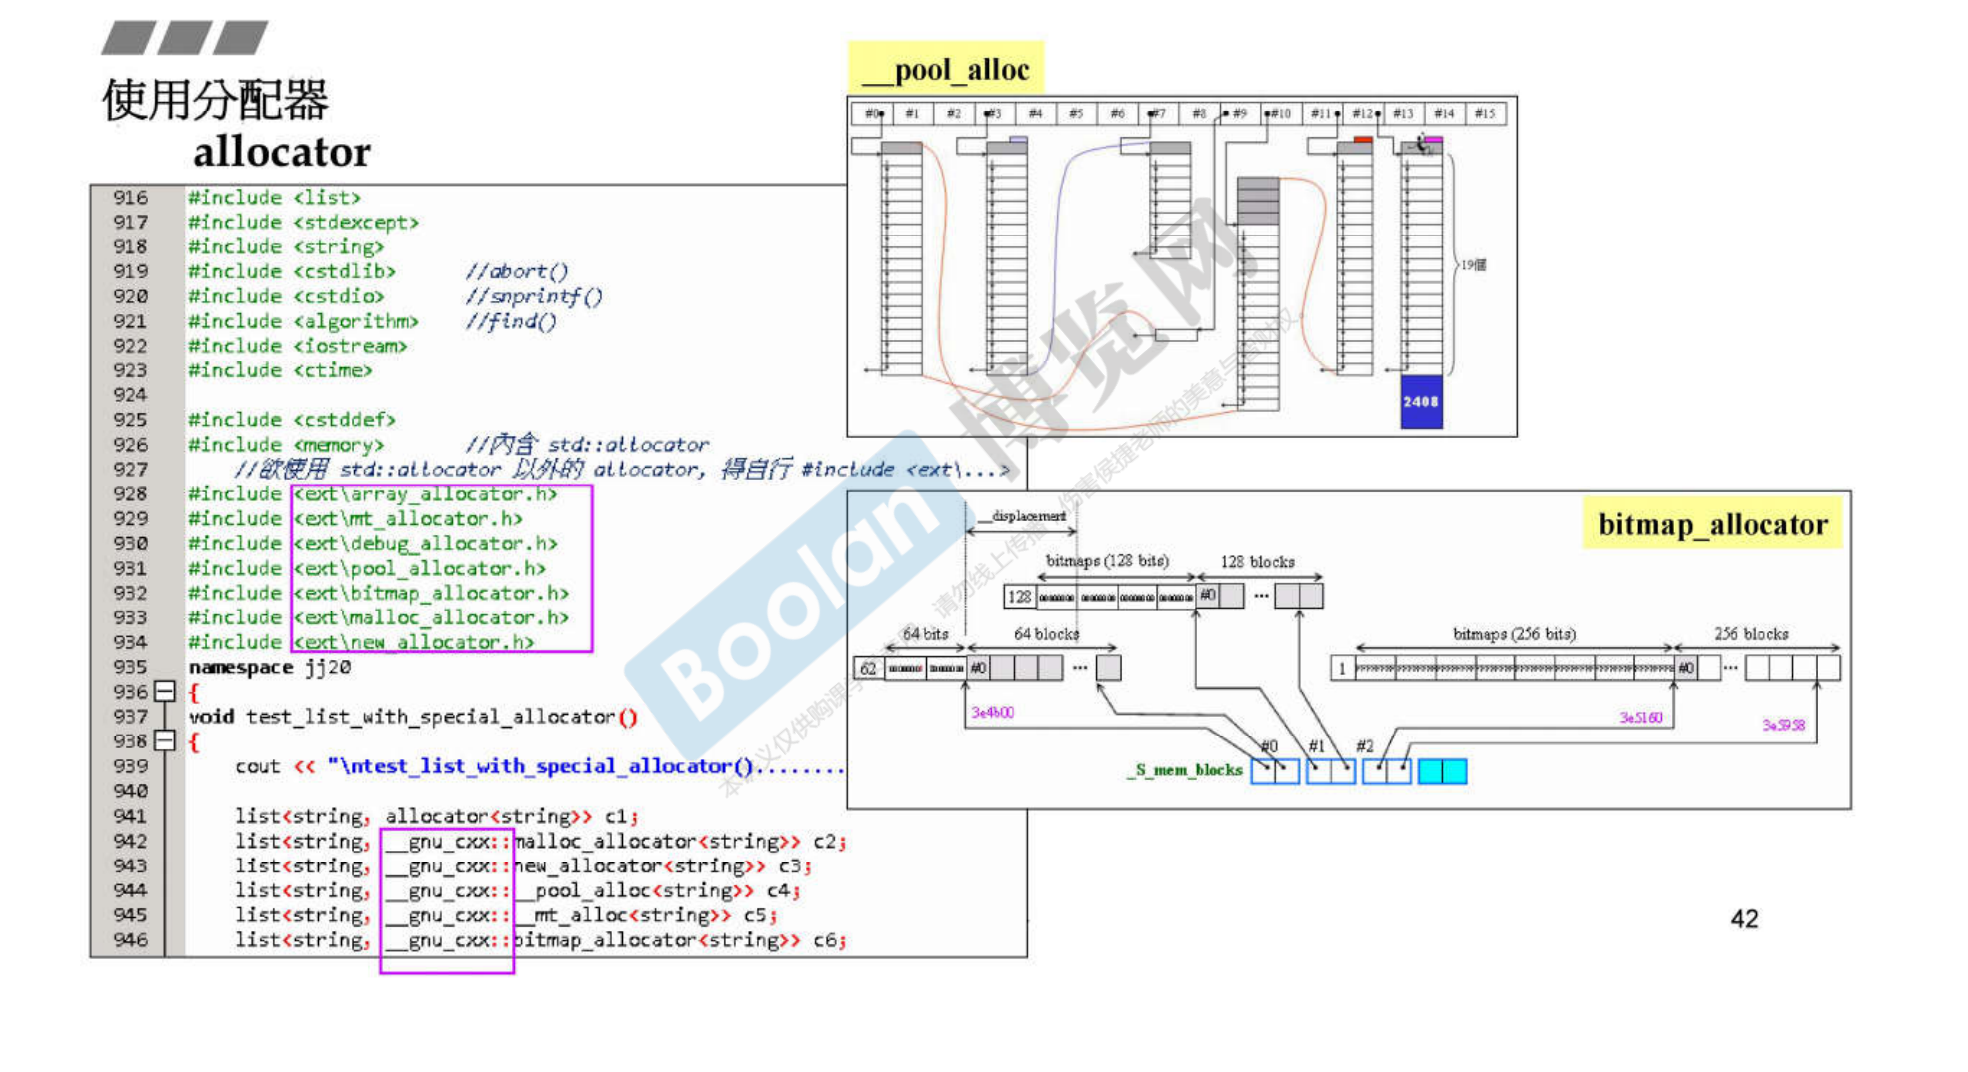 使用分配器
allocator
916 #include <list>
917 #include <stdexcept>
918 #include <string>
919 #include <cstdlib> //abort()
920 #include <cstdio> //snprintf()
921 #include <algorithm> //find()
922 #include <iostream>
923 #include <ctime>
924
925 #include <cstddef>
926 #include <memory> //內含 std::allocator
927 //欲使用 std::allocator 以外的 allocator, 得自行 #include <ext\...>
928 #include <ext\array_allocator.h>
929 #include <ext\mt_allocator.h>
930 #include <ext\debug_allocator.h>
931 #include <ext\pool_allocator.h>
932 #include <ext\bitmap_allocator.h>
933 #include <ext\malloc_allocator.h>
934 #include <ext\new_allocator.h>
935 namespace jj20
936 {
937 void test_list_with_special_allocator()
938 {
939 cout << "\ntest_list_with_special_allocator()........
940
941 list<string, allocator<string>> c1;
942 list<string, __gnu_cxx::malloc_allocator<string>> c2;
943 list<string, __gnu_cxx::new_allocator<string>> c3;
944 list<string, __gnu_cxx::__pool_alloc<string>> c4;
945 list<string, __gnu_cxx::__mt_alloc<string>> c5;
946 list<string, __gnu_cxx::bitmap_allocator<string>> c6;
__pool_alloc
#0 #1 #2 #3 #4 #5 #6 #7 #8 #9 #10 #11 #12 #13 #14 #15
19個
2408
bitmap_allocator
__displacement
bitmaps (128 bits) 128 blocks
128 #0 ...
64 bits 64 blocks
62 #0 ...
bitmaps (256 bits) 256 blocks
1 #0 ...
3e4b00
3e5160
3e5958
#0 #1 #2
_S_mem_blocks
Boolan 博览网
42